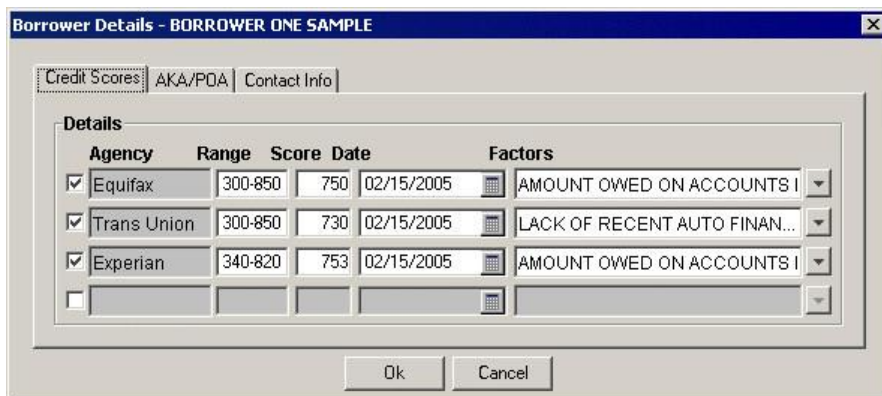 Borrower Details - BORROWER ONE SAMPLE
Credit Scores AKA/POA Contact Info
Details
Agency Range Score Date Factors
Equifax 300-850 750 02/15/2005 AMOUNT OWED ON ACCOUNTS I
Trans Union 300-850 730 02/15/2005 LACK OF RECENT AUTO FINAN...
Experian 340-820 753 02/15/2005 AMOUNT OWED ON ACCOUNTS I
Ok Cancel